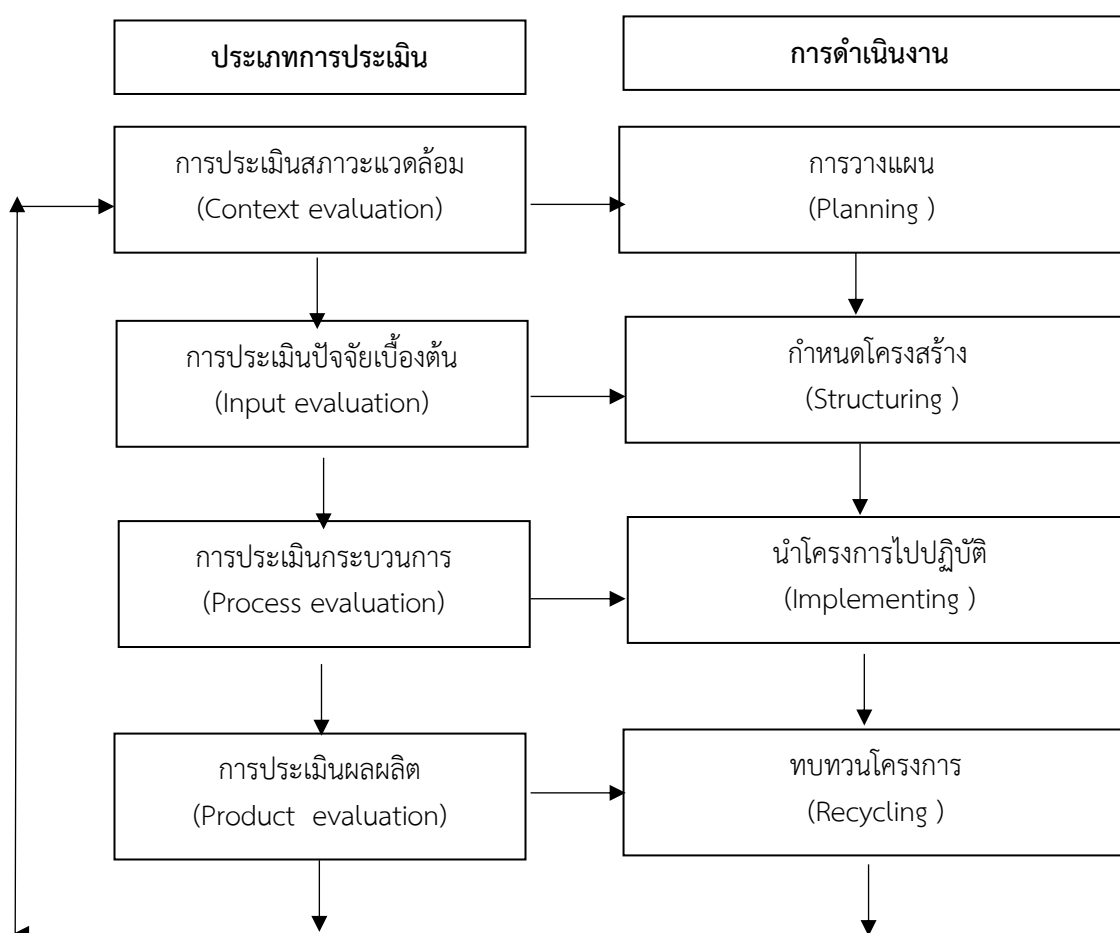 ประเภทการประเมิน
การดำเนินงาน
การประเมินสภาวะแวดล้อม
(Context evaluation)
การวางแผน
(Planning )
การประเมินปัจจัยเบื้องต้น
(Input evaluation)
กำหนดโครงสร้าง
(Structuring )
การประเมินกระบวนการ
(Process evaluation)
นำโครงการไปปฏิบัติ
(Implementing )
การประเมินผลผลิต
(Product  evaluation)
ทบทวนโครงการ
(Recycling )